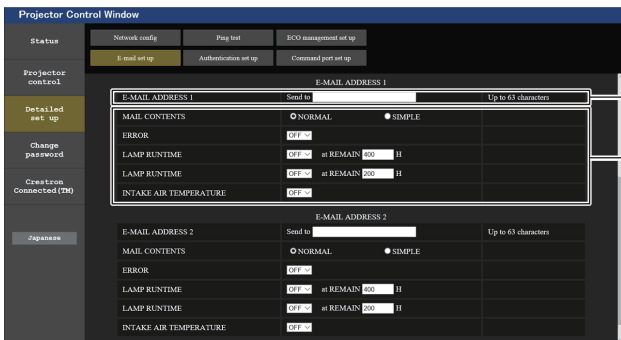 Projector Control Window
Status
Network config
Ping test
ECO management set up
E-mail set up
Authentication set up
Command port set up
Projector
control
Detailed
set up
Change
password
Crestron
Connected(TM)
Japanese
E-MAIL ADDRESS 1
E-MAIL ADDRESS 1 Send to Up to 63 characters
MAIL CONTENTS NORMAL SIMPLE
ERROR OFF
LAMP RUNTIME OFF at REMAIN 400 H
LAMP RUNTIME OFF at REMAIN 200 H
INTAKE AIR TEMPERATURE OFF
E-MAIL ADDRESS 2
E-MAIL ADDRESS 2 Send to Up to 63 characters
MAIL CONTENTS NORMAL SIMPLE
ERROR OFF
LAMP RUNTIME OFF at REMAIN 400 H
LAMP RUNTIME OFF at REMAIN 200 H
INTAKE AIR TEMPERATURE OFF